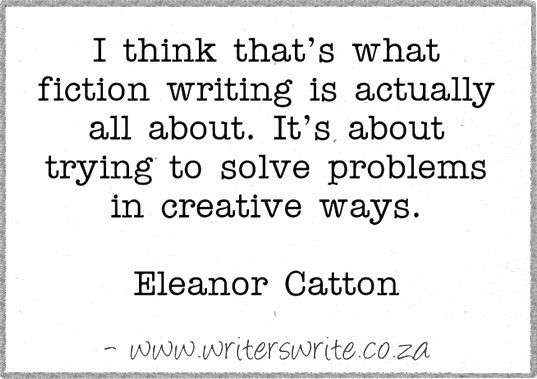 I think that's what
fiction writing is actually
all about. It's about
trying to solve problems
in creative ways.
Eleanor Catton
- www.writerswrite.co.za